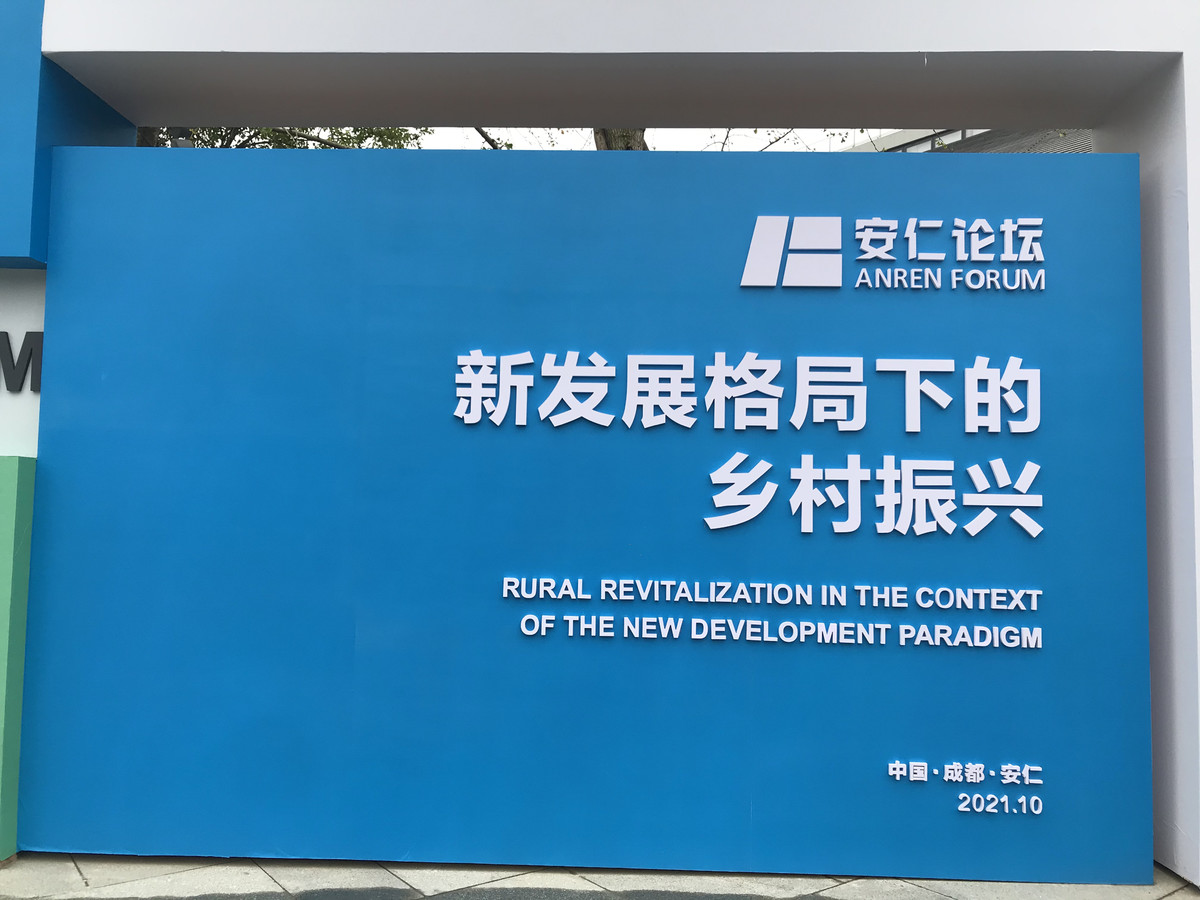 安仁论坛
ANREN FORUM
新发展格局下的
乡村振兴
RURAL REVITALIZATION IN THE CONTEXT
OF THE NEW DEVELOPMENT PARADIGM
中国·成都·安仁
2021.10
M